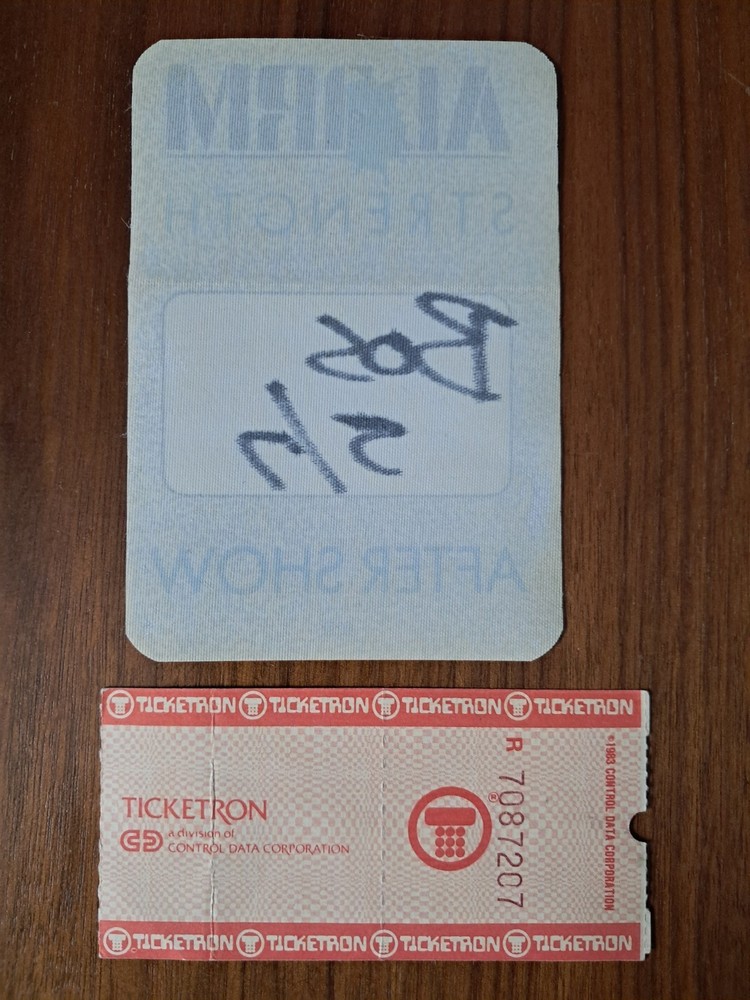 ALARM
STRENGTH
Bos
5/7
AFTER SHOW
TICKETRON TICKETRON TICKETRON TICKETRON
TICKETRON
a division of
CONTROL DATA CORPORATION
®
R 7087207
©1983 CONTROL DATA CORPORATION
TICKETRON TICKETRON TICKETRON TICKETRON